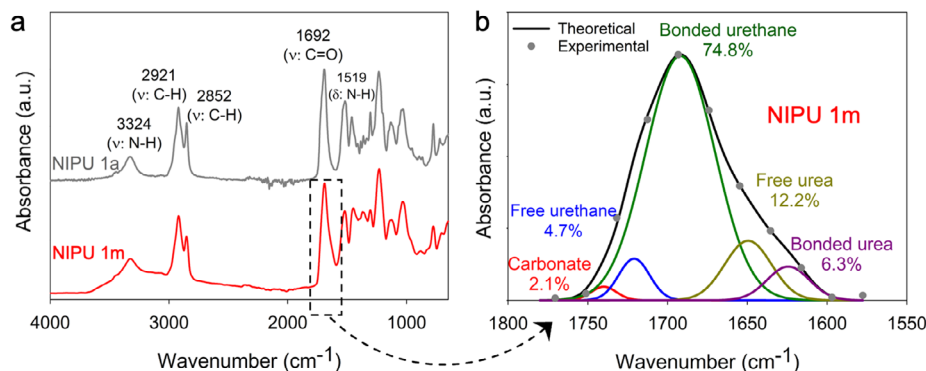 a
1692
(ν: C=O)
2921
(ν: C-H)
1519
(δ: N-H)
2852
(ν: C-H)
3324
(ν: N-H)
NIPU 1a
NIPU 1m
Absorbance (a.u.)
4000
3000
2000
1000
Wavenumber (cm-1)
b
Theoretical
Experimental
Bonded urethane
74.8%
NIPU 1m
Free urea
12.2%
Free urethane
4.7%
Bonded urea
6.3%
Carbonate
2.1%
Absorbance (a.u.)
1800
1750
1700
1650
1600
1550
Wavenumber (cm-1)